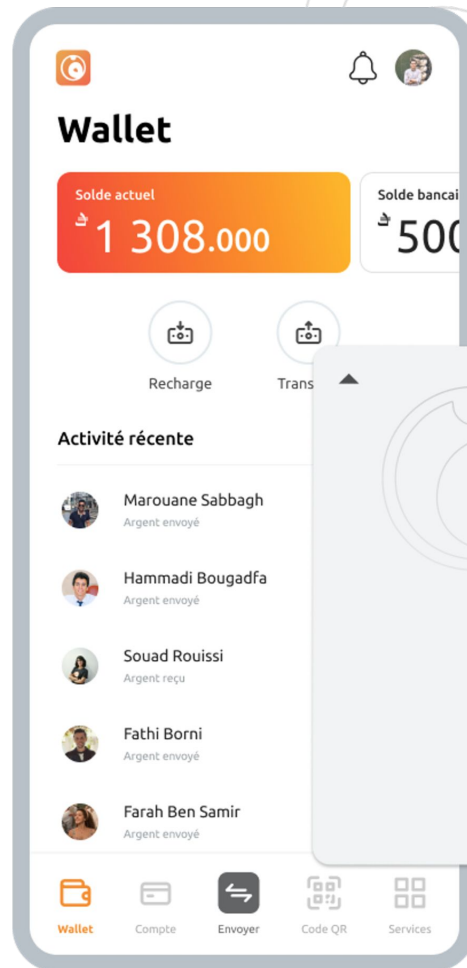 Wallet
Solde actuel
1 308.000
Solde bancai
500
Recharge
Trans
Activité récente
Marouane Sabbagh
Argent envoyé
Hammadi Bougadfa
Argent envoyé
Souad Rouissi
Argent reçu
Fathi Borni
Argent envoyé
Farah Ben Samir
Argent envoyé
Wallet
Compte
Envoyer
Code QR
Services